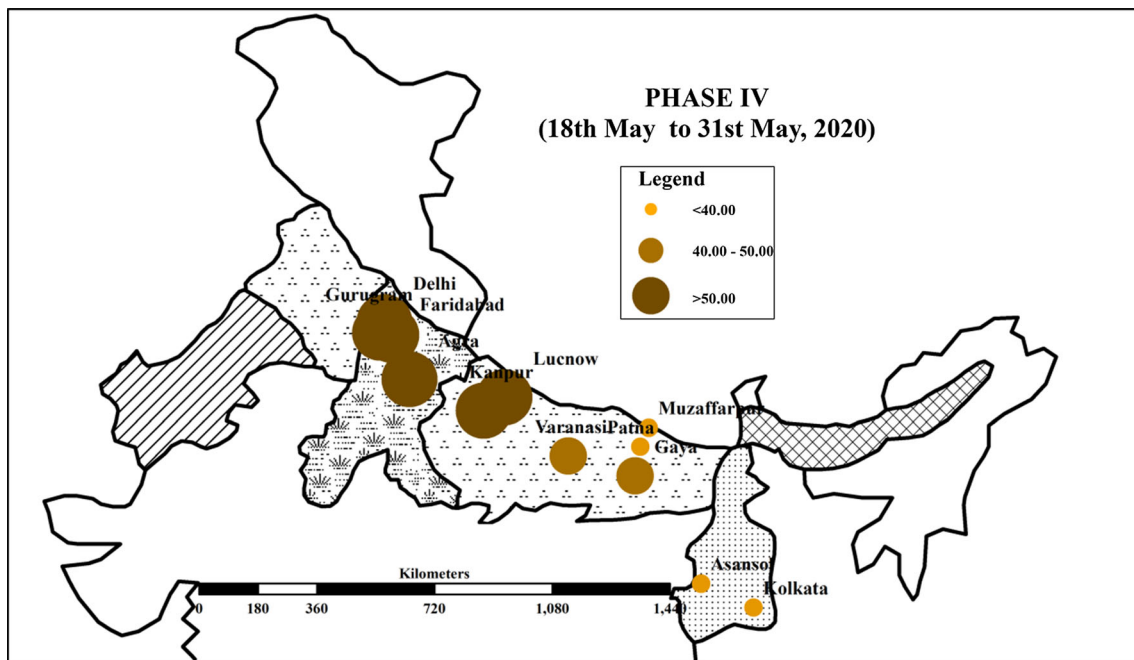 PHASE IV
(18th May to 31st May, 2020)
Legend
<40.00
40.00 - 50.00
>50.00
Delhi
Gurugram
Faridabad
Agra
Lucnow
Kanpur
Muzaffarpur
Varanasi
Patna
Gaya
Asansol
Kolkata
Kilometers
0 180 360 720 1,080 1,440